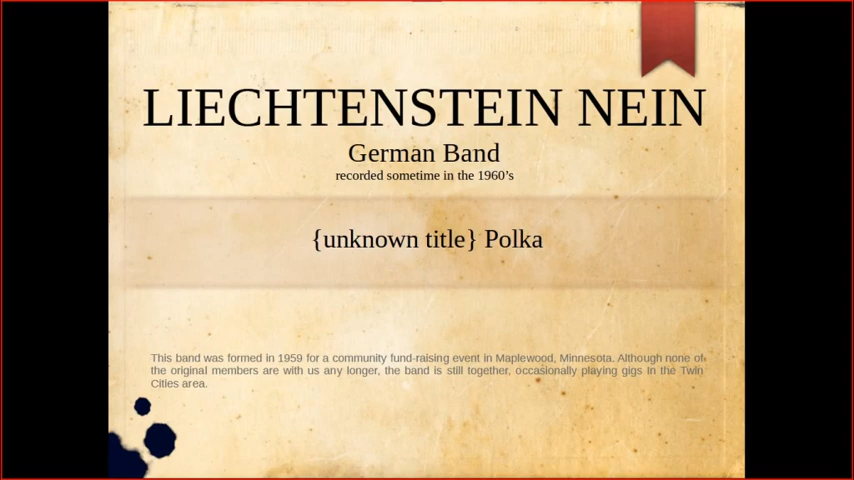 LIECHTENSTEIN NEIN
German Band
recorded sometime in the 1960's
{unknown title} Polka
This band was formed in 1959 for a community fund-raising event in Maplewood, Minnesota. Although none of
the original members are with us any longer, the band is still together, occasionally playing gigs In the Twin
Cities area.